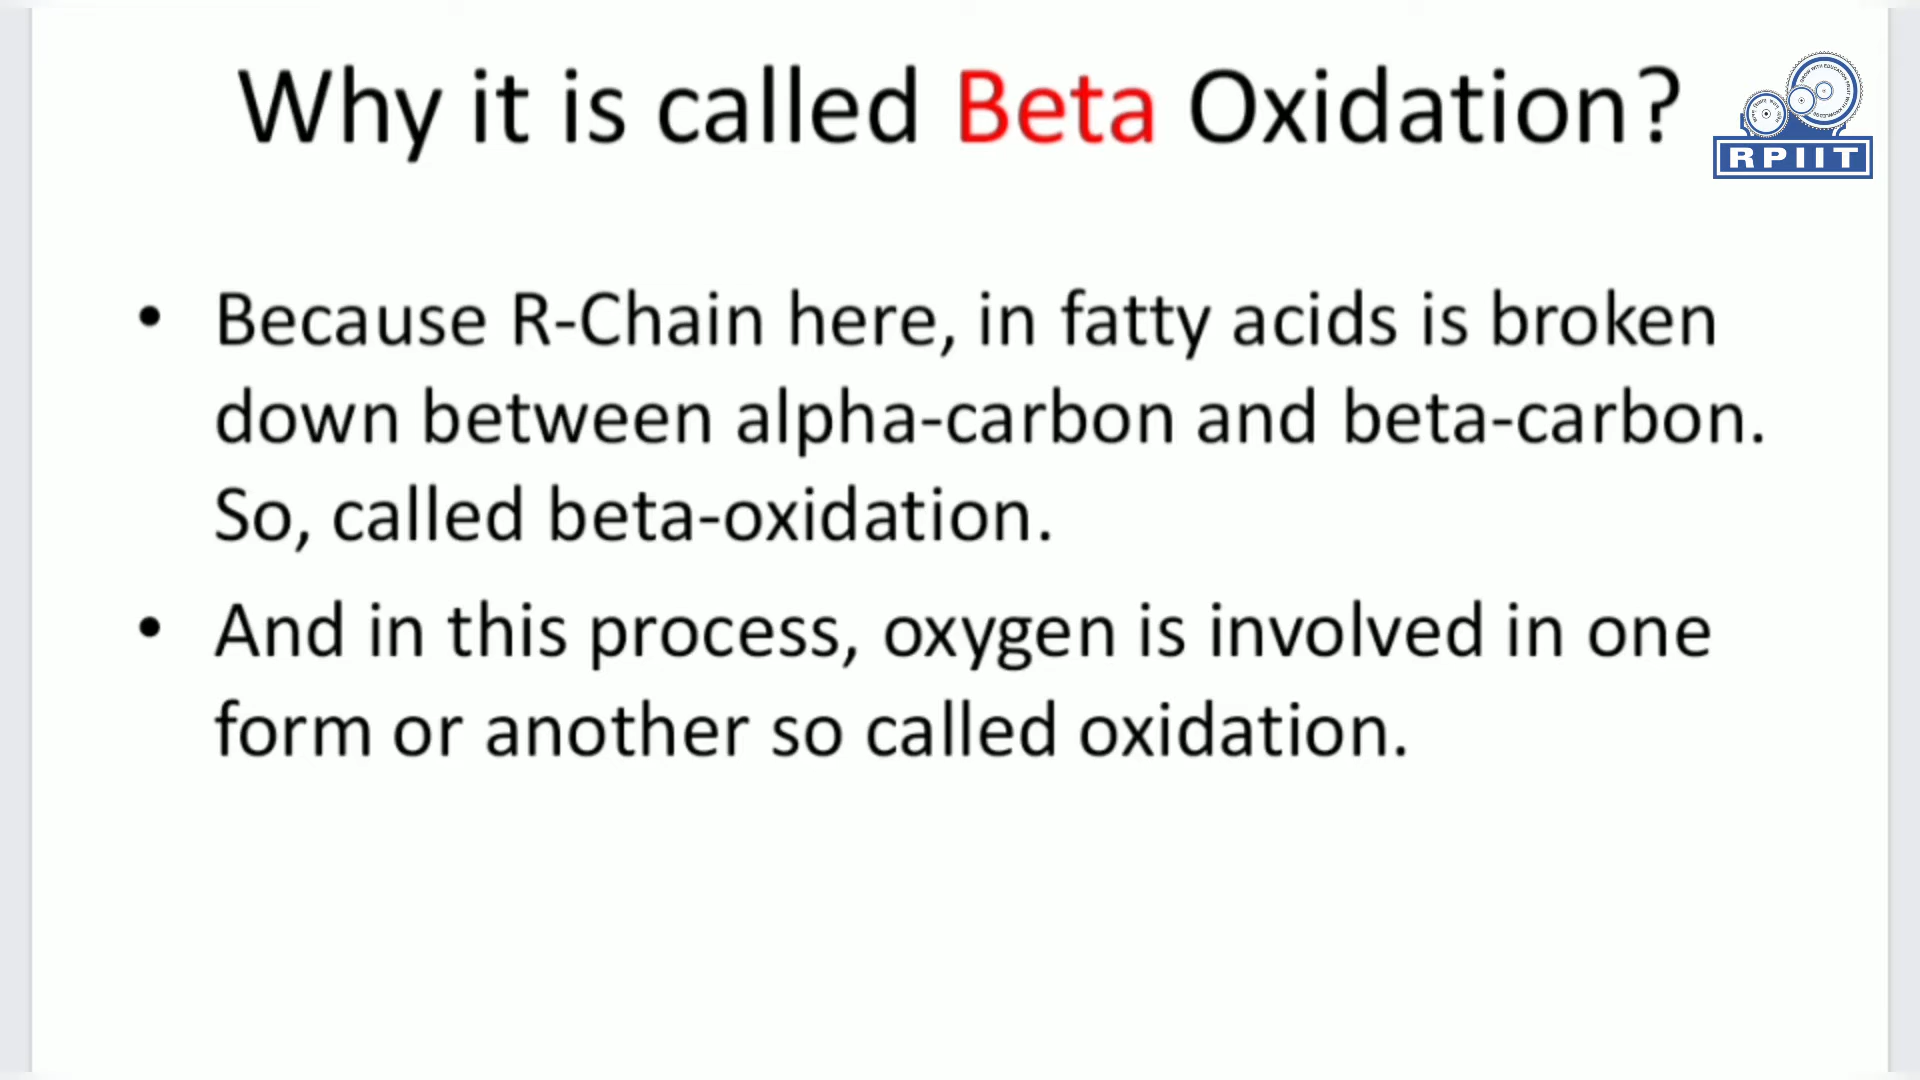 Why it is called Beta Oxidation?
RPIIT
• Because R-Chain here, in fatty acids is broken
down between alpha-carbon and beta-carbon.
So, called beta-oxidation.
• And in this process, oxygen is involved in one
form or another so called oxidation.